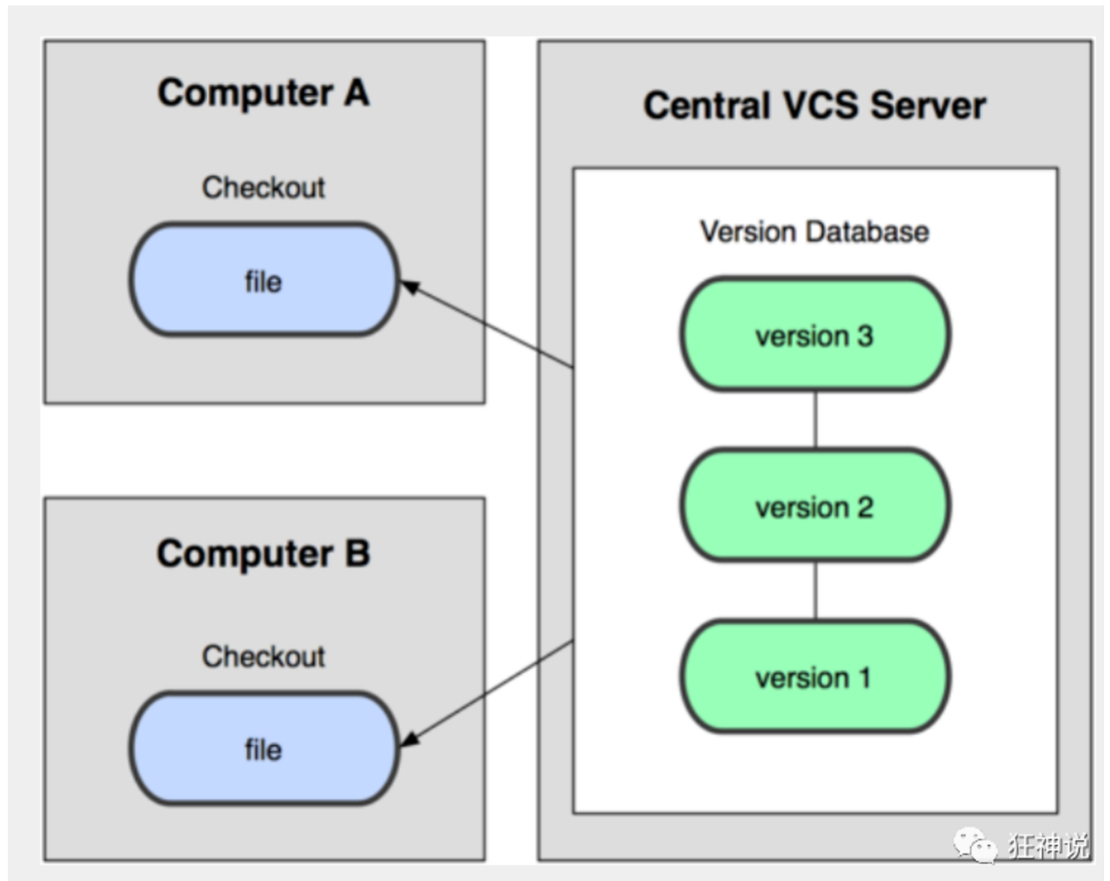 Computer A
Checkout
file
Computer B
Checkout
file
Central VCS Server
Version Database
version 3
version 2
version 1
狂神说